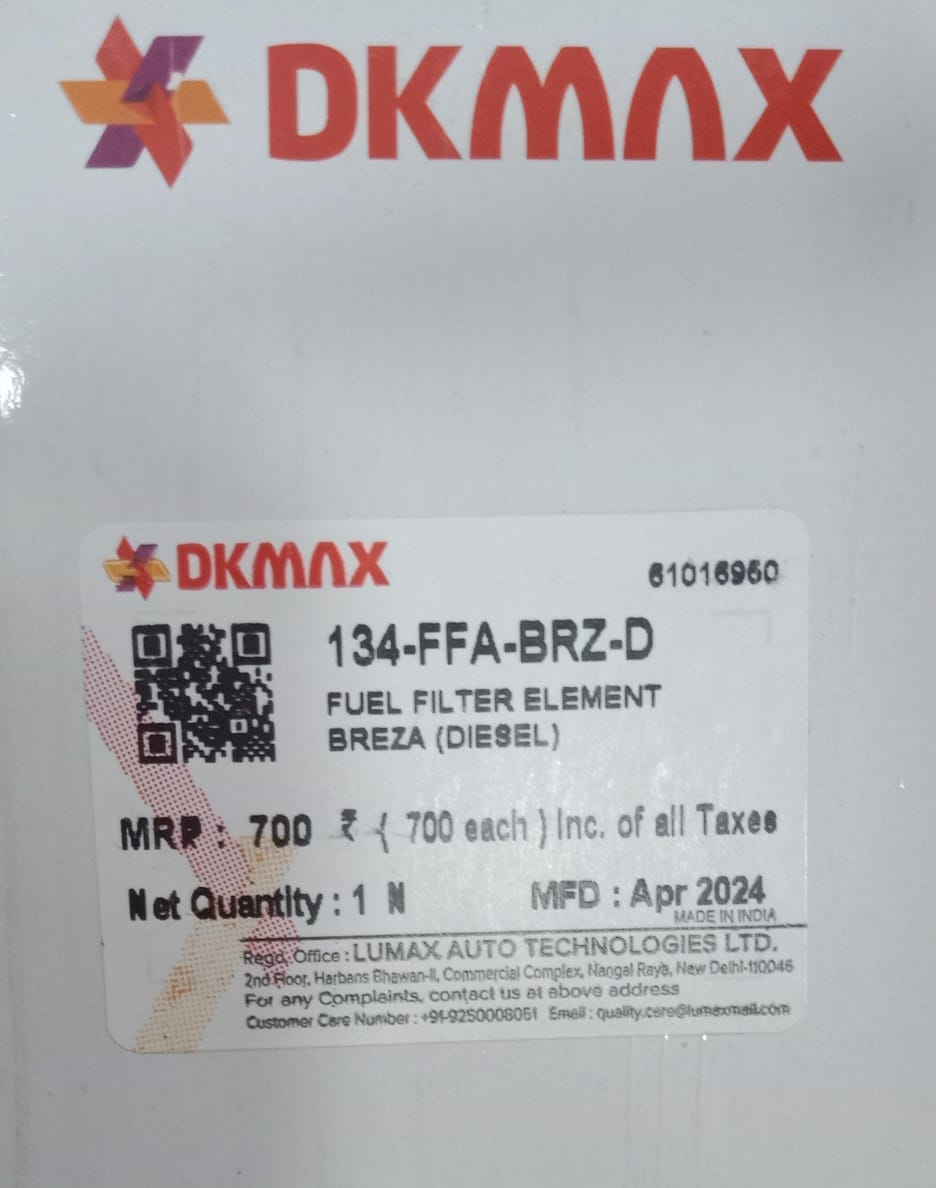 DKMAX
DKMAX
61016960
134-FFA-BRZ-D
FUEL FILTER ELEMENT
BREZA (DIESEL)
MRP : 700 ₹ ( 700 each ) Inc. of all Taxes
Net Quantity : 1 N
MFD : Apr 2024
MADE IN INDIA
Regd. Office : LUMAX AUTO TECHNOLOGIES LTD.
2nd Floor, Harbans Bhawan-II, Commercial Complex, Nangal Raya, New Delhi-110046
For any Complaints, contact us at above address
Customer Care Number : +91-9250008051 Email : quality.care@lumaxmail.com